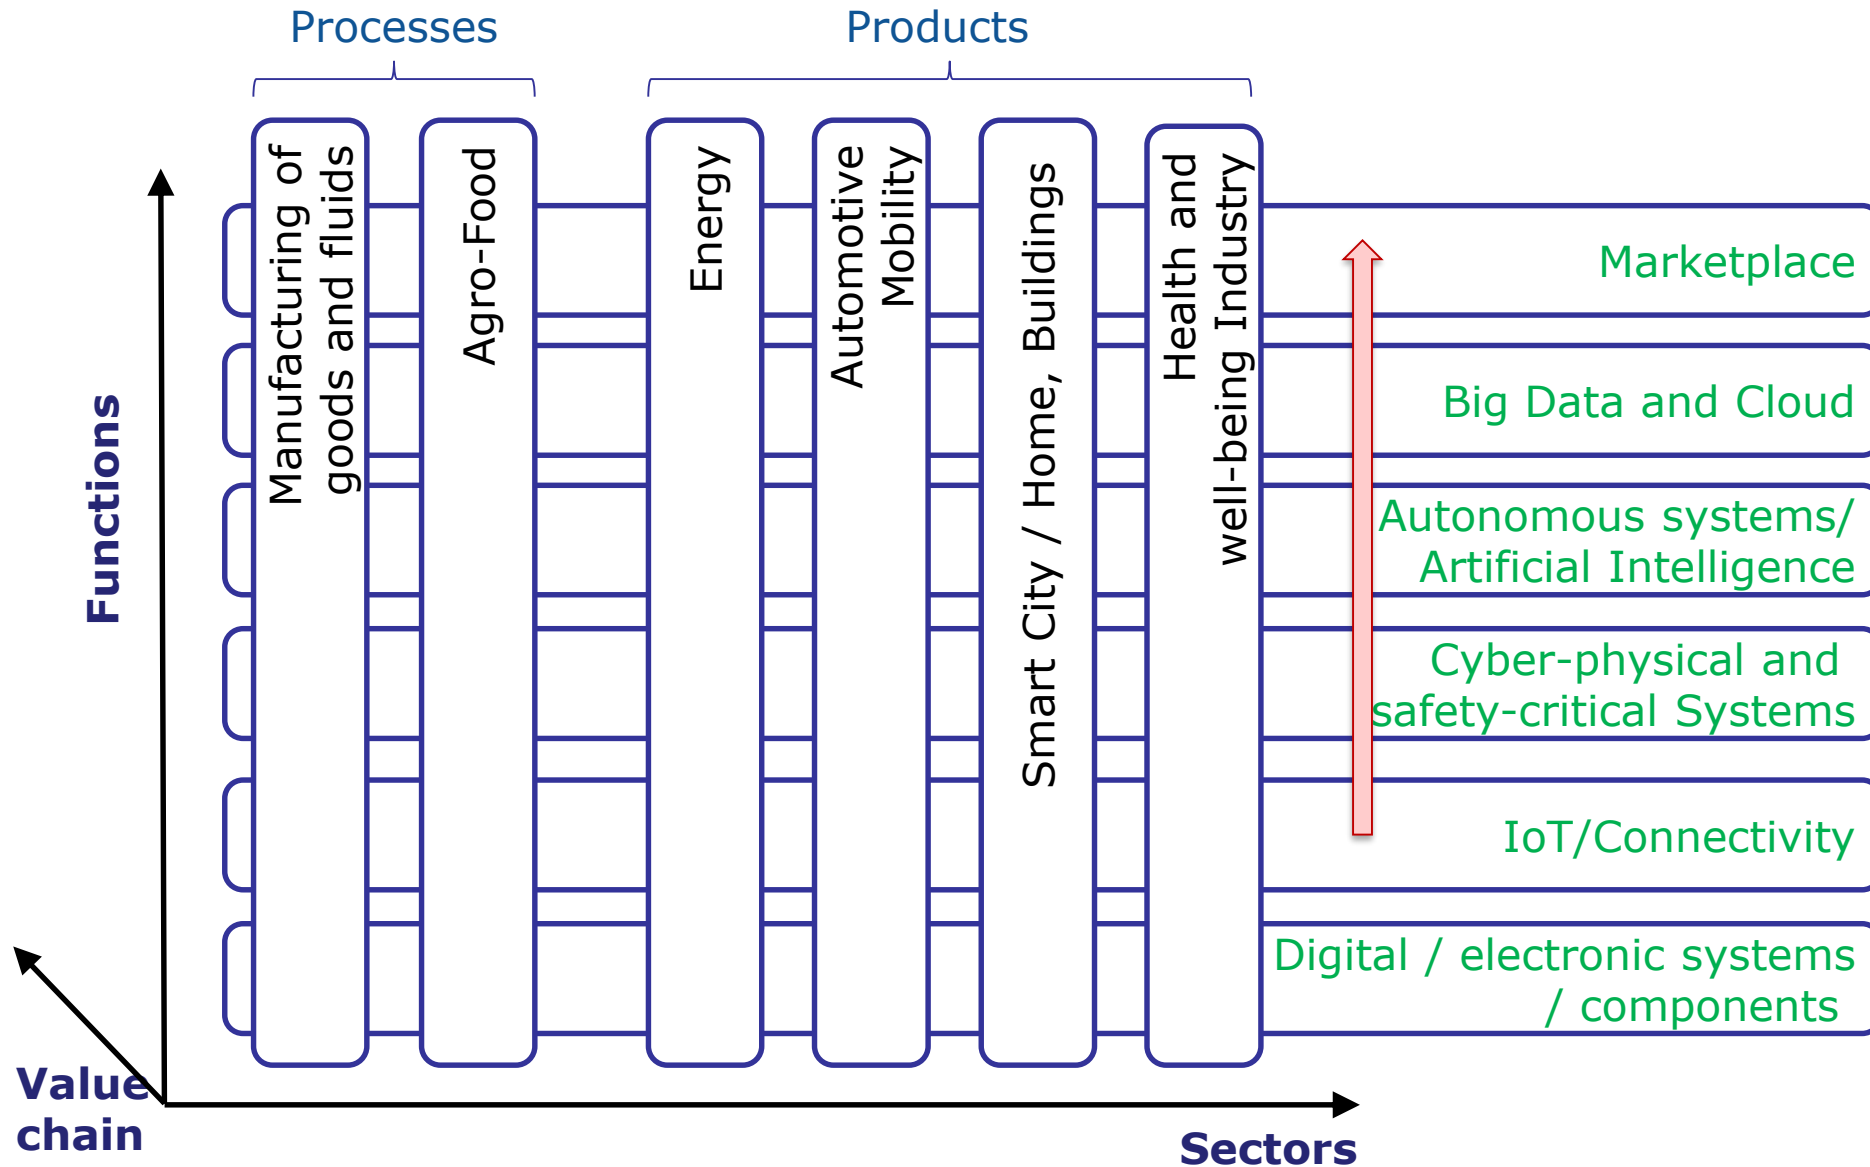 Processes
Products
Manufacturing of
goods and fluids
Agro-Food
Energy
Automotive
Mobility
Smart City / Home, Buildings
Health and
well-being Industry
Marketplace
Big Data and Cloud
Autonomous systems/
Artificial Intelligence
Cyber-physical and
safety-critical Systems
IoT/Connectivity
Digital / electronic systems
/ components
Functions
Value
chain
Sectors